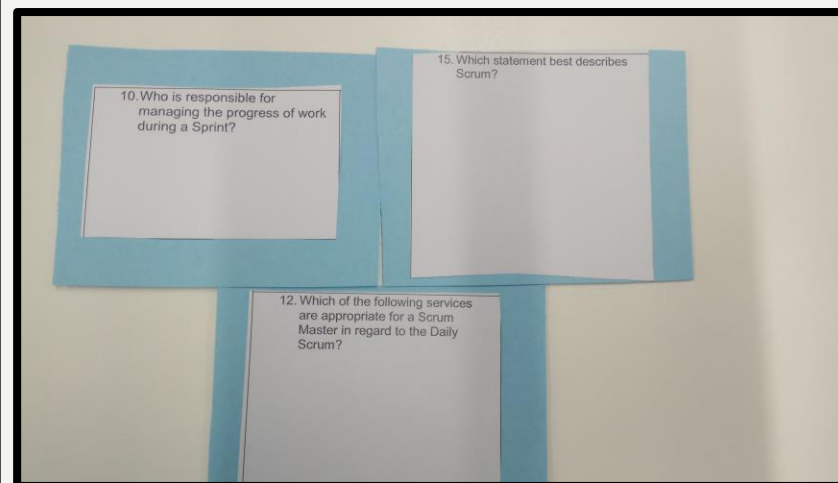 10. Who is responsible for
managing the progress of work
during a Sprint?
15. Which statement best describes
Scrum?
12. Which of the following services
are appropriate for a Scrum
Master in regard to the Daily
Scrum?